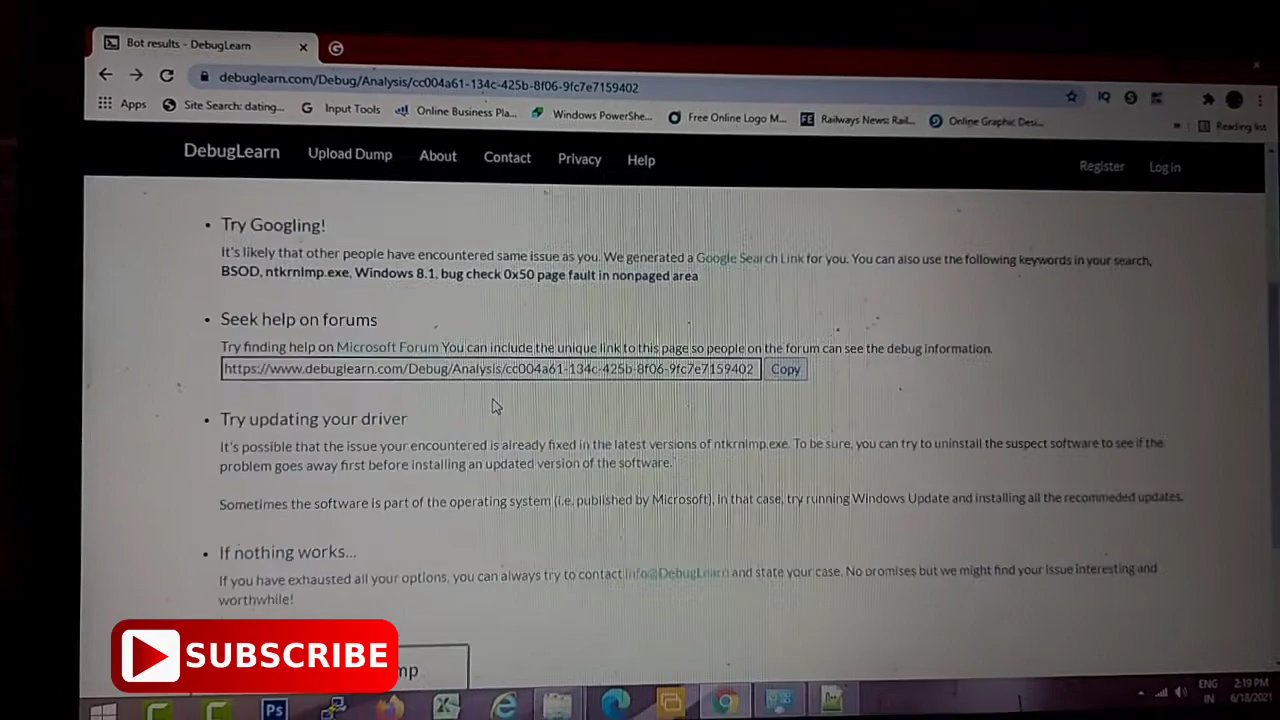 Bot results - DebugLearn
debuglearn.com/Debug/Analysis/cc004a61-134c-425b-8f06-9fc7e7159402
Apps Site Search: dating... Input Tools Online Business Pla... Windows PowerShe... Free Online Logo M... Railways News: Rail... Online Graphic Desi... » Reading list
DebugLearn Upload Dump About Contact Privacy Help Register Log in
• Try Googling!
It's likely that other people have encountered same issue as you. We generated a Google Search Link for you. You can also use the following keywords in your search,
BSOD, ntkrnlmp.exe, Windows 8.1, bug check 0x50 page fault in nonpaged area
• Seek help on forums
Try finding help on Microsoft Forum You can include the unique link to this page so people on the forum can see the debug information.
https://www.debuglearn.com/Debug/Analysis/cc004a61-134c-425b-8f06-9fc7e7159402 Copy
• Try updating your driver
It's possible that the issue your encountered is already fixed in the latest versions of ntkrnlmp.exe. To be sure, you can try to uninstall the suspect software to see if the
problem goes away first before installing an updated version of the software.
Sometimes the software is part of the operating system (i.e. published by Microsoft). In that case, try running Windows Update and installing all the recommeded updates.
• If nothing works...
If you have exhausted all your options, you can always try to contact info@DebugLearn and state your case. No promises but we might find your issue interesting and
worthwhile!
SUBSCRIBE
Ps
ENG 2:19 PM
IN 6/18/2021